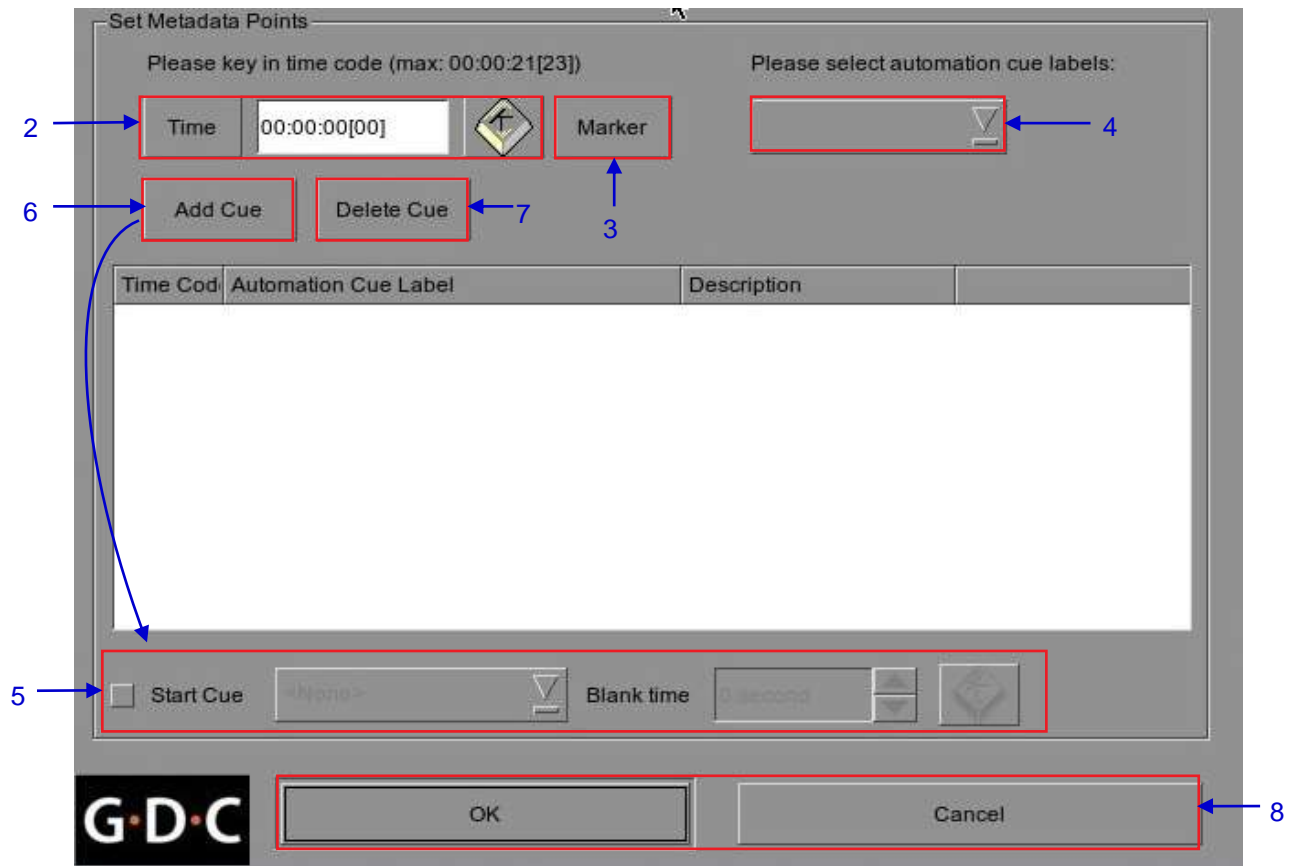 Set Metadata Points
Please key in time code (max: 00:00:21[23])
Please select automation cue labels:
2
Time
00:00:00[00]
Marker
4
6
Add Cue
Delete Cue
7
3
Time Cod
Automation Cue Label
Description
5
Start Cue
<None>
Blank time
0 second
G·D·C
OK
Cancel
8